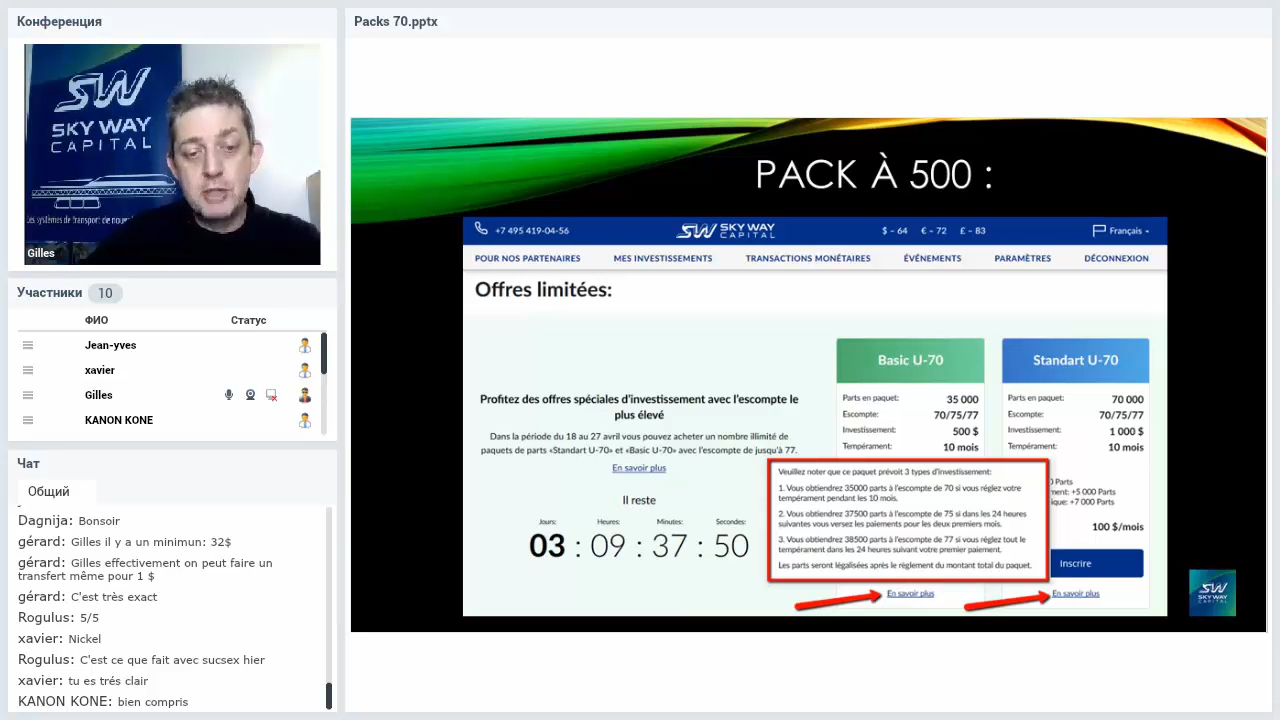 Конференция
SW
SKY WAY
CAPITAL
Gilles
Участники 10
ФИО Статус
Jean-yves
xavier
Gilles
KANON KONE
Чат
Общий
Dagnija: Bonsoir
gérard: Gilles il y a un minimun: 32$
gérard: Gilles effectivement on peut faire un
transfert même pour 1 $
gérard: C'est très exact
Rogulus: 5/5
xavier: Nickel
Rogulus: C'est ce que fait avec sucsex hier
xavier: tu es trés clair
KANON KONE: bien compris
Packs 70.pptx
PACK À 500 :
+7 495 419-04-56
SW SKY WAY CAPITAL
$ – 64 € – 72 £ – 83
Français
POUR NOS PARTENAIRES MES INVESTISSEMENTS TRANSACTIONS MONÉTAIRES ÉVÉNEMENTS PARAMÈTRES DÉCONNEXION
Offres limitées:
Profitez des offres spéciales d'investissement avec l'escompte le
plus élevé
Dans la période du 18 au 27 avril vous pouvez acheter un nombre illimité de
paquets de parts «Standart U-70» et «Basic U-70» avec l'escompte de jusqu'à 77.
En savoir plus
Il reste
Jours: Heures: Minutes: Secondes:
03 : 09 : 37 : 50
Basic U-70
Parts en paquet: 35 000
Escompte: 70/75/77
Investissement: 500 $
Tempérament: 10 mois
Standart U-70
Parts en paquet: 70 000
Escompte: 70/75/77
Investissement: 1 000 $
Tempérament: 10 mois
Veuillez noter que ce paquet prévoit 3 types d'investissement:
1. Vous obtiendrez 35000 parts à l'escompte de 70 si vous réglez votre
tempérament pendant les 10 mois.
2. Vous obtiendrez 37500 parts à l'escompte de 75 si dans les 24 heures
suivantes vous versez les paiements pour les deux premiers mois.
3. Vous obtiendrez 38500 parts à l'escompte de 77 si vous réglez tout le
tempérament dans les 24 heures suivant votre premier paiement.
Les parts seront légalisées après le règlement du montant total du paquet.
Parts
ment: +5 000 Parts
ique: +7 000 Parts
100 $/mois
Inscrire
En savoir plus
En savoir plus
SKY WAY
CAPITAL